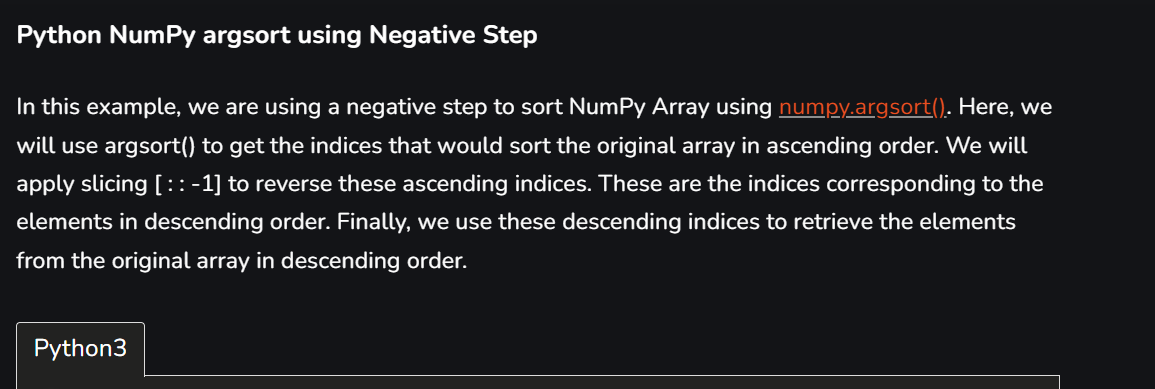 Python NumPy argsort using Negative Step
In this example, we are using a negative step to sort NumPy Array using numpy.argsort(). Here, we
will use argsort() to get the indices that would sort the original array in ascending order. We will
apply slicing [ : : -1] to reverse these ascending indices. These are the indices corresponding to the
elements in descending order. Finally, we use these descending indices to retrieve the elements
from the original array in descending order.
Python3